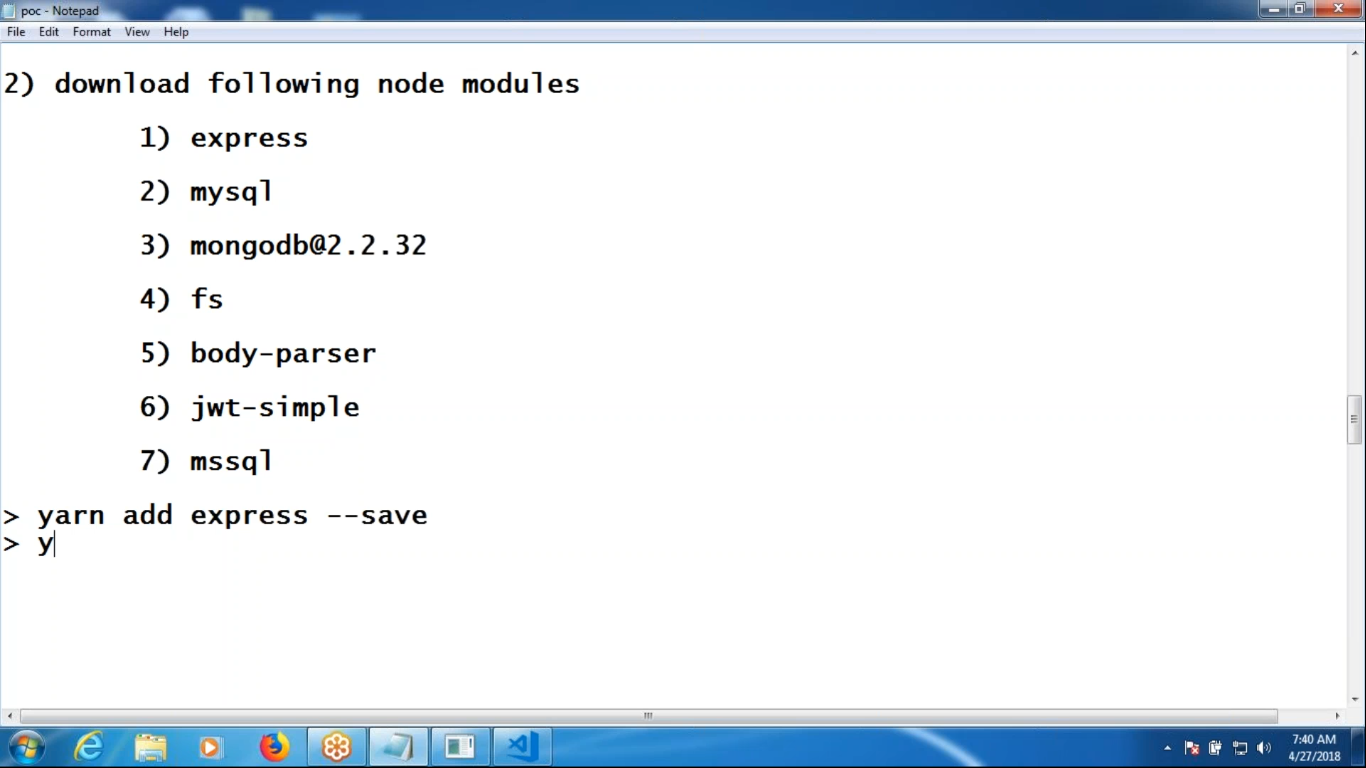 poc - Notepad
File Edit Format View Help
2) download following node modules
1) express
2) mysql
3) mongodb@2.2.32
4) fs
5) body-parser
6) jwt-simple
7) mssql
> yarn add express --save
> y
7:40 AM
4/27/2018